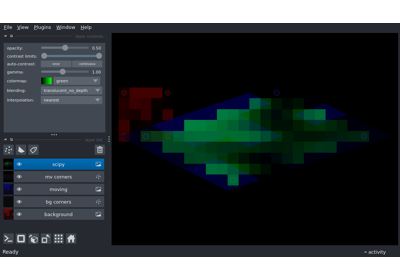 File View Plugins Window Help
opacity: 0.50
contrast limits:
auto-contrast: once continuous
gamma: 1.00
colormap: green
blending: translucent_no_depth
interpolation: nearest
scipy
mv corners
moving
bg corners
background
Ready
activity